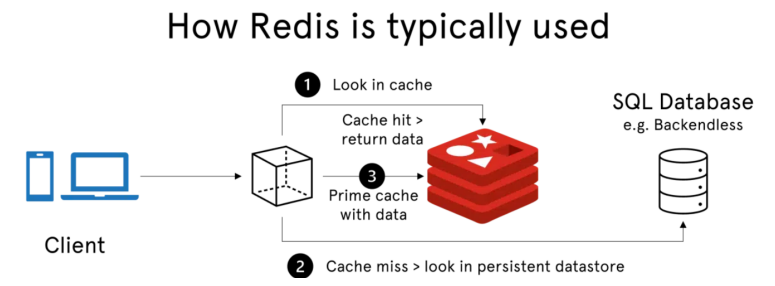 How Redis is typically used
1 Look in cache
Cache hit >
return data
SQL Database
e.g. Backendless
3
Prime cache
with data
Client
2 Cache miss > look in persistent datastore